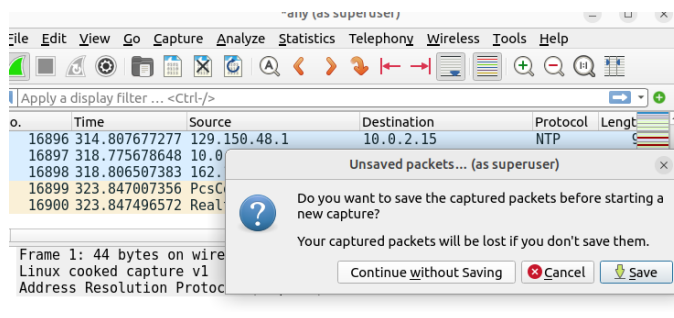 *any (as superuser)
File Edit View Go Capture Analyze Statistics Telephony Wireless Tools Help
Apply a display filter … <Ctrl-/>
o. Time Source Destination Protocol Lengt
16896 314.807677277 129.150.48.1 10.0.2.15 NTP
16897 318.775678648 10.0
16898 318.806507383 162.
16899 323.847007356 PcsCo
16900 323.847496572 Realt
Unsaved packets… (as superuser)
Do you want to save the captured packets before starting a
new capture?
Your captured packets will be lost if you don't save them.
Continue without Saving Cancel Save
Frame 1: 44 bytes on wire
Linux cooked capture v1
Address Resolution Protoc